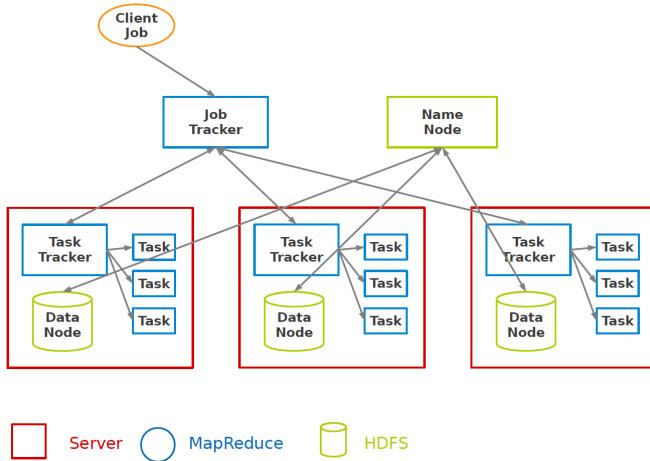 Client
Job
Job
Tracker
Name
Node
Task
Tracker
Task
Task
Task
Data
Node
Task
Tracker
Task
Task
Task
Data
Node
Task
Tracker
Task
Task
Task
Data
Node
Server
MapReduce
HDFS